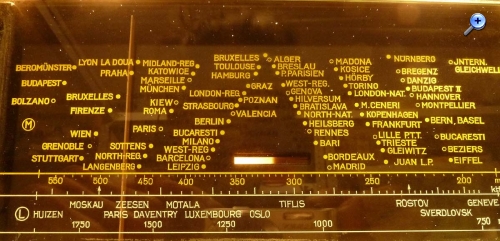 BRUXELLES ALGER MADONA NÜRNBERG JNTERN.
BEROMÜNSTER LYON LA DOUA MIDLAND-REG. TOULOUSE BRESLAU KOSICE BREGENZ GLEICHWELL
PRAHA KATOWICE HAMBURG P.PARISIEN HÖRBY DANZIG
BUDAPEST MARSEILLE GRAZ WEST-REG. TORINO BUDAPEST II
MÜNCHEN LONDON-REG. GENOVA LONDON-NAT. HANNOVER
BOLZANO BRUXELLES KIEW STRASBOURG POZNAN HILVERSUM M.CENERI MONTPELLIER
FIRENZE ROMA VALENCIA BRATISLAVA KOPENHAGEN
M PARIS BERLIN NORTH-NAT. FRANKFURT BERN, BASEL
WIEN BUCARESTI HEILSBERG LILLE P.T.T. BUCARESTI
GRENOBLE SOTTENS MILANO RENNES TRIESTE
NORTH-REG. WEST-REG BARI GLEIWITZ BEZIERS
STUTTGART BARCELONA BORDEAUX JUAN L.P. EIFFEL
LANGENBERG LEIPZIG MADRID
550 500 450 400 350 300 250 200 m
MOSKAU ZEESEN MOTALA TIFLIS ROSTOV GENEVE
L HUIZEN PARIS DAVENTRY LUXEMBOURG OSLO SVERDLOVSK
1750 1500 1250 1000 750 m